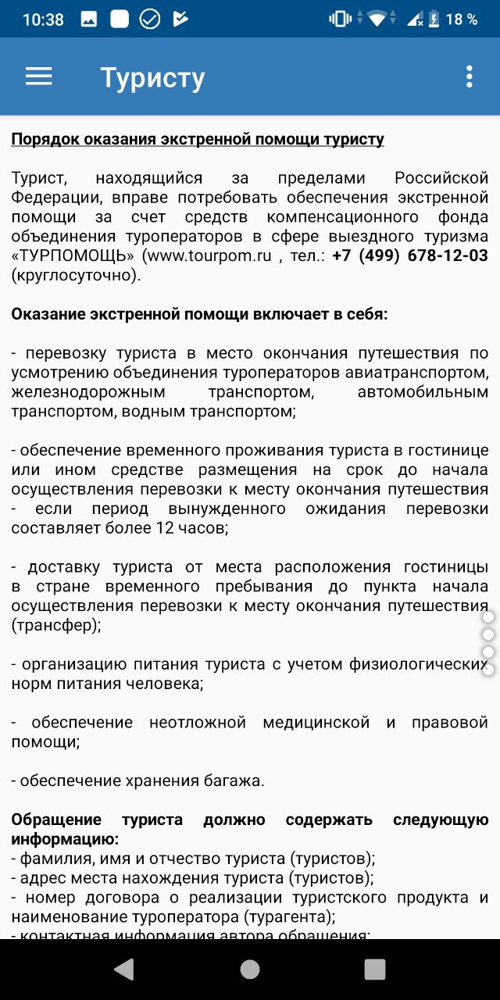 10:38
18 %
Туристу
Порядок оказания экстренной помощи туристу
Турист, находящийся за пределами Российской
Федерации, вправе потребовать обеспечения экстренной
помощи за счет средств компенсационного фонда
объединения туроператоров в сфере выездного туризма
«ТУРПОМОЩЬ» (www.tourpom.ru , тел.: +7 (499) 678-12-03
(круглосуточно).
Оказание экстренной помощи включает в себя:
- перевозку туриста в место окончания путешествия по
усмотрению объединения туроператоров авиатранспортом,
железнодорожным транспортом, автомобильным
транспортом, водным транспортом;
- обеспечение временного проживания туриста в гостинице
или ином средстве размещения на срок до начала
осуществления перевозки к месту окончания путешествия
- если период вынужденного ожидания перевозки
составляет более 12 часов;
- доставку туриста от места расположения гостиницы
в стране временного пребывания до пункта начала
осуществления перевозки к месту окончания путешествия
(трансфер);
- организацию питания туриста с учетом физиологических
норм питания человека;
- обеспечение неотложной медицинской и правовой
помощи;
- обеспечение хранения багажа.
Обращение туриста должно содержать следующую
информацию:
- фамилия, имя и отчество туриста (туристов);
- адрес места нахождения туриста (туристов);
- номер договора о реализации туристского продукта и
наименование туроператора (турагента);
- контактная информация автора обращения;